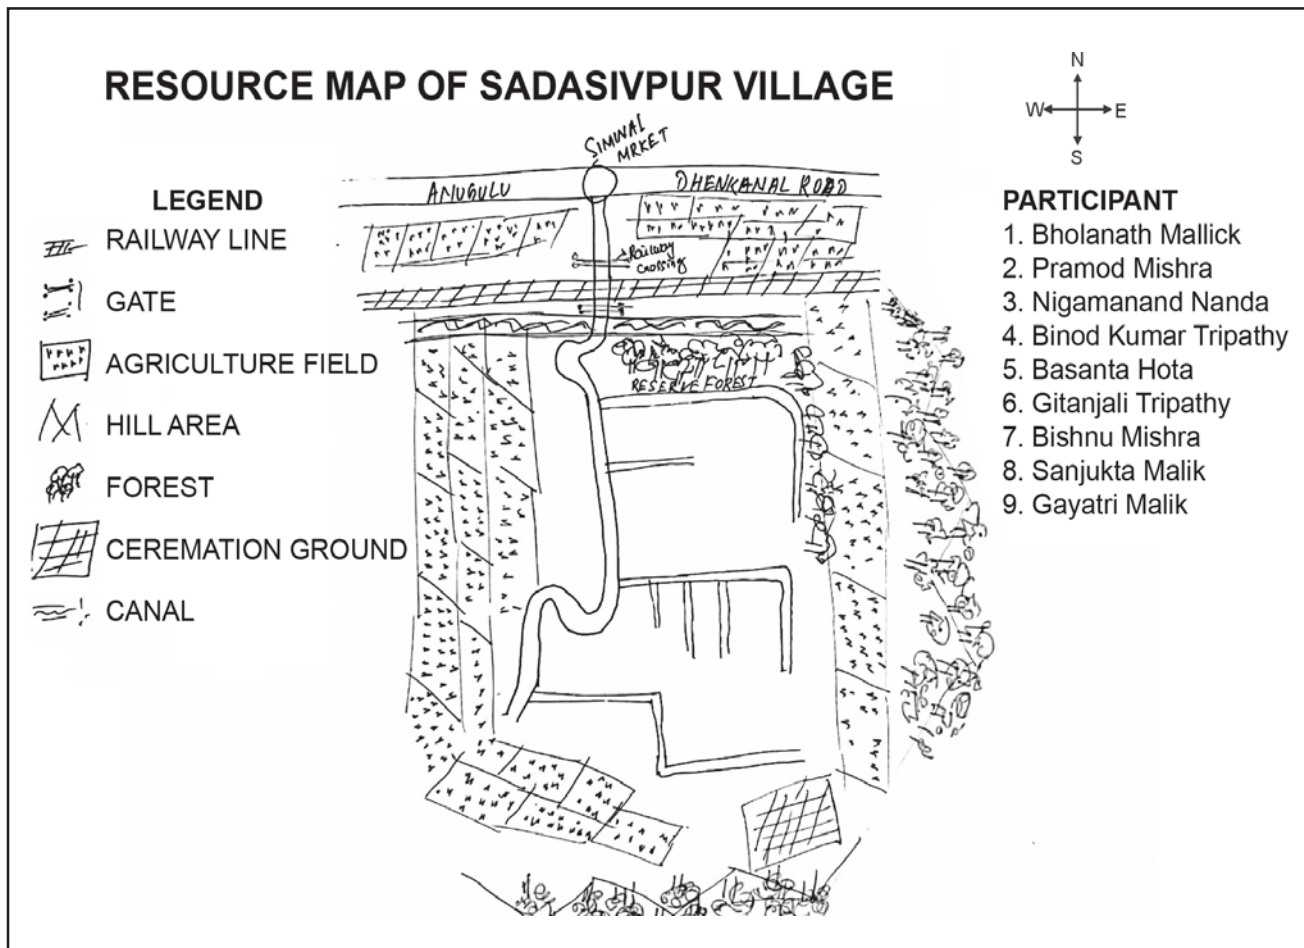 RESOURCE MAP OF SADASIVPUR VILLAGE
N
W E
S
SIMWAL
MRKET
ANUGULU
DHENKANAL ROAD
Railway
crossing
RESERVE FOREST
LEGEND
RAILWAY LINE
GATE
AGRICULTURE FIELD
HILL AREA
FOREST
CEREMATION GROUND
CANAL
PARTICIPANT
1. Bholanath Mallick
2. Pramod Mishra
3. Nigamanand Nanda
4. Binod Kumar Tripathy
5. Basanta Hota
6. Gitanjali Tripathy
7. Bishnu Mishra
8. Sanjukta Malik
9. Gayatri Malik